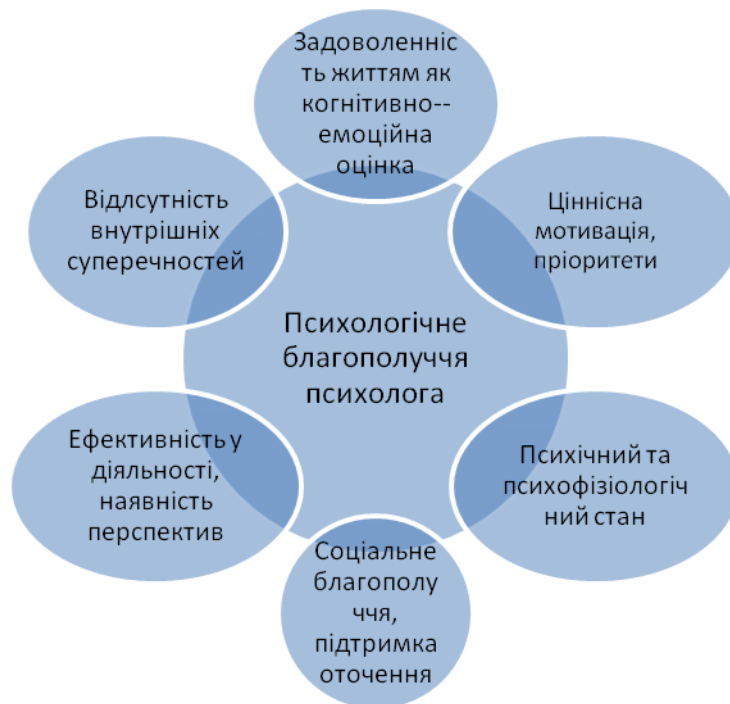 Задоволенніс
ть життям як
когнітивно--
емоційна
оцінка
Ціннісна
мотивація,
пріоритети
Психічний та
психофізіологіч
ний стан
Соціальне
благополу
ччя,
підтримка
оточення
Ефективність у
діяльності,
наявність
перспектив
Відлсутність
внутрішніх
суперечностей
Психологічне
благополуччя
психолога